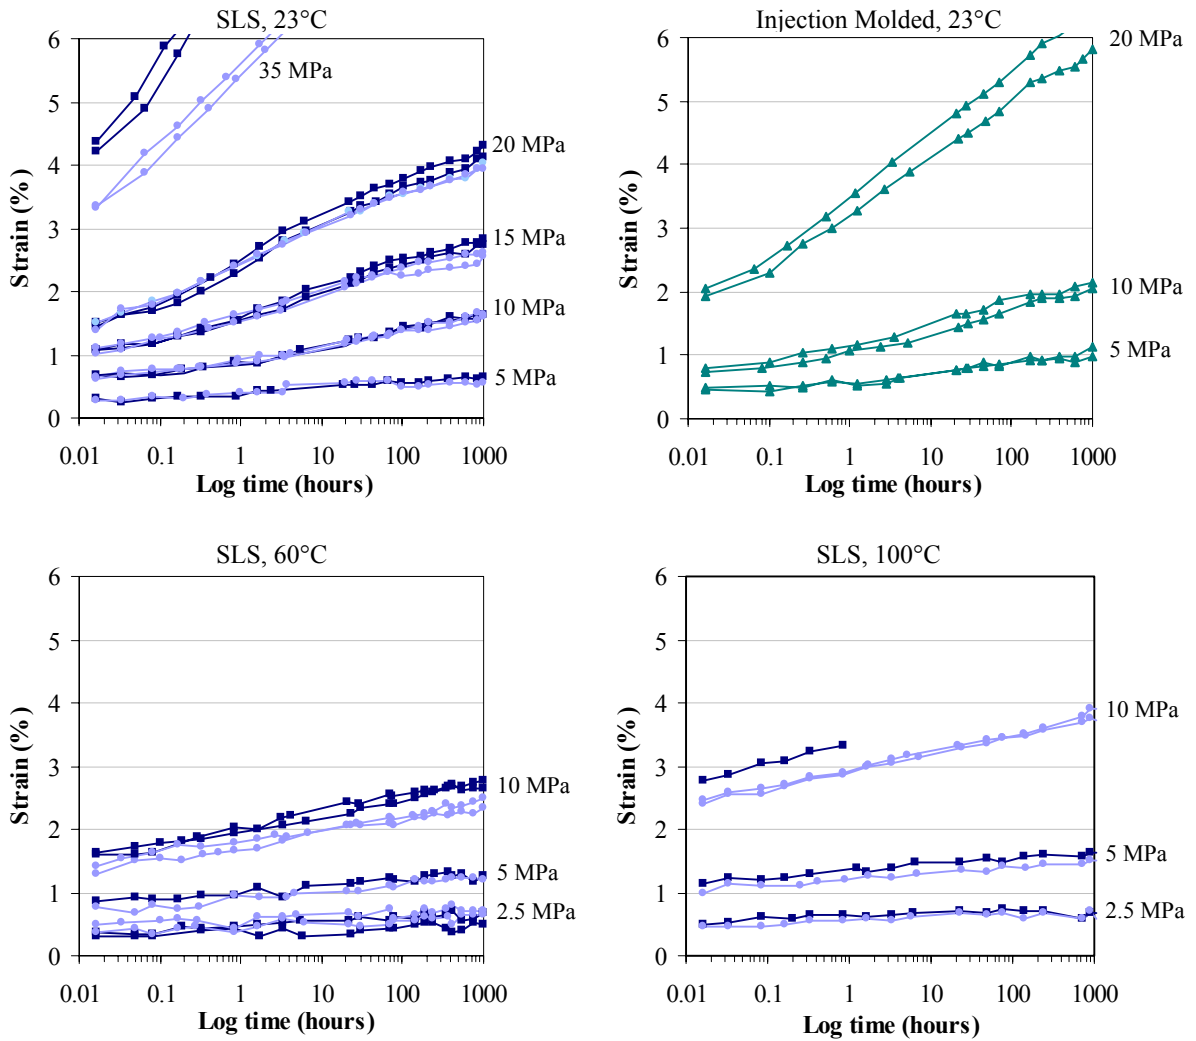 SLS, 23°C
6
5
4
3
2
1
0
0.01 0.1 1 10 100 1000
Strain (%)
Log time (hours)
35 MPa
20 MPa
15 MPa
10 MPa
5 MPa
Injection Molded, 23°C
6
5
4
3
2
1
0
0.01 0.1 1 10 100 1000
Strain (%)
Log time (hours)
20 MPa
10 MPa
5 MPa
SLS, 60°C
6
5
4
3
2
1
0
0.01 0.1 1 10 100 1000
Strain (%)
Log time (hours)
10 MPa
5 MPa
2.5 MPa
SLS, 100°C
6
5
4
3
2
1
0
0.01 0.1 1 10 100 1000
Strain (%)
Log time (hours)
10 MPa
5 MPa
2.5 MPa